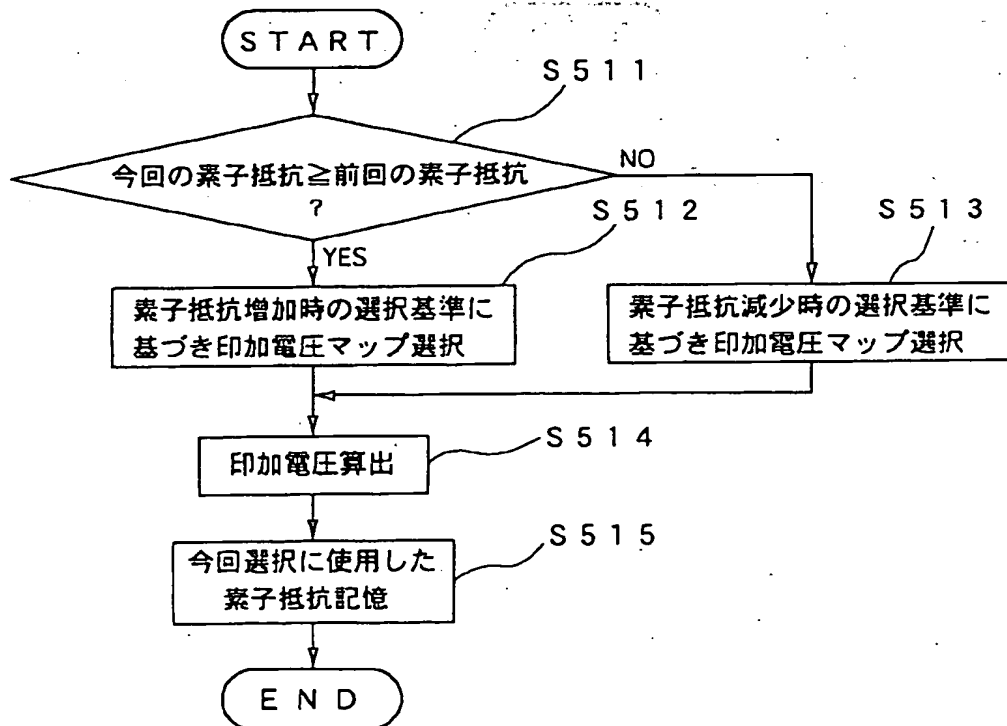 START
S511
今回の素子抵抗≧前回の素子抵抗
?
NO
YES
S512
S513
素子抵抗増加時の選択基準に
基づき印加電圧マップ選択
素子抵抗減少時の選択基準に
基づき印加電圧マップ選択
S514
印加電圧算出
S515
今回選択に使用した
素子抵抗記憶
END